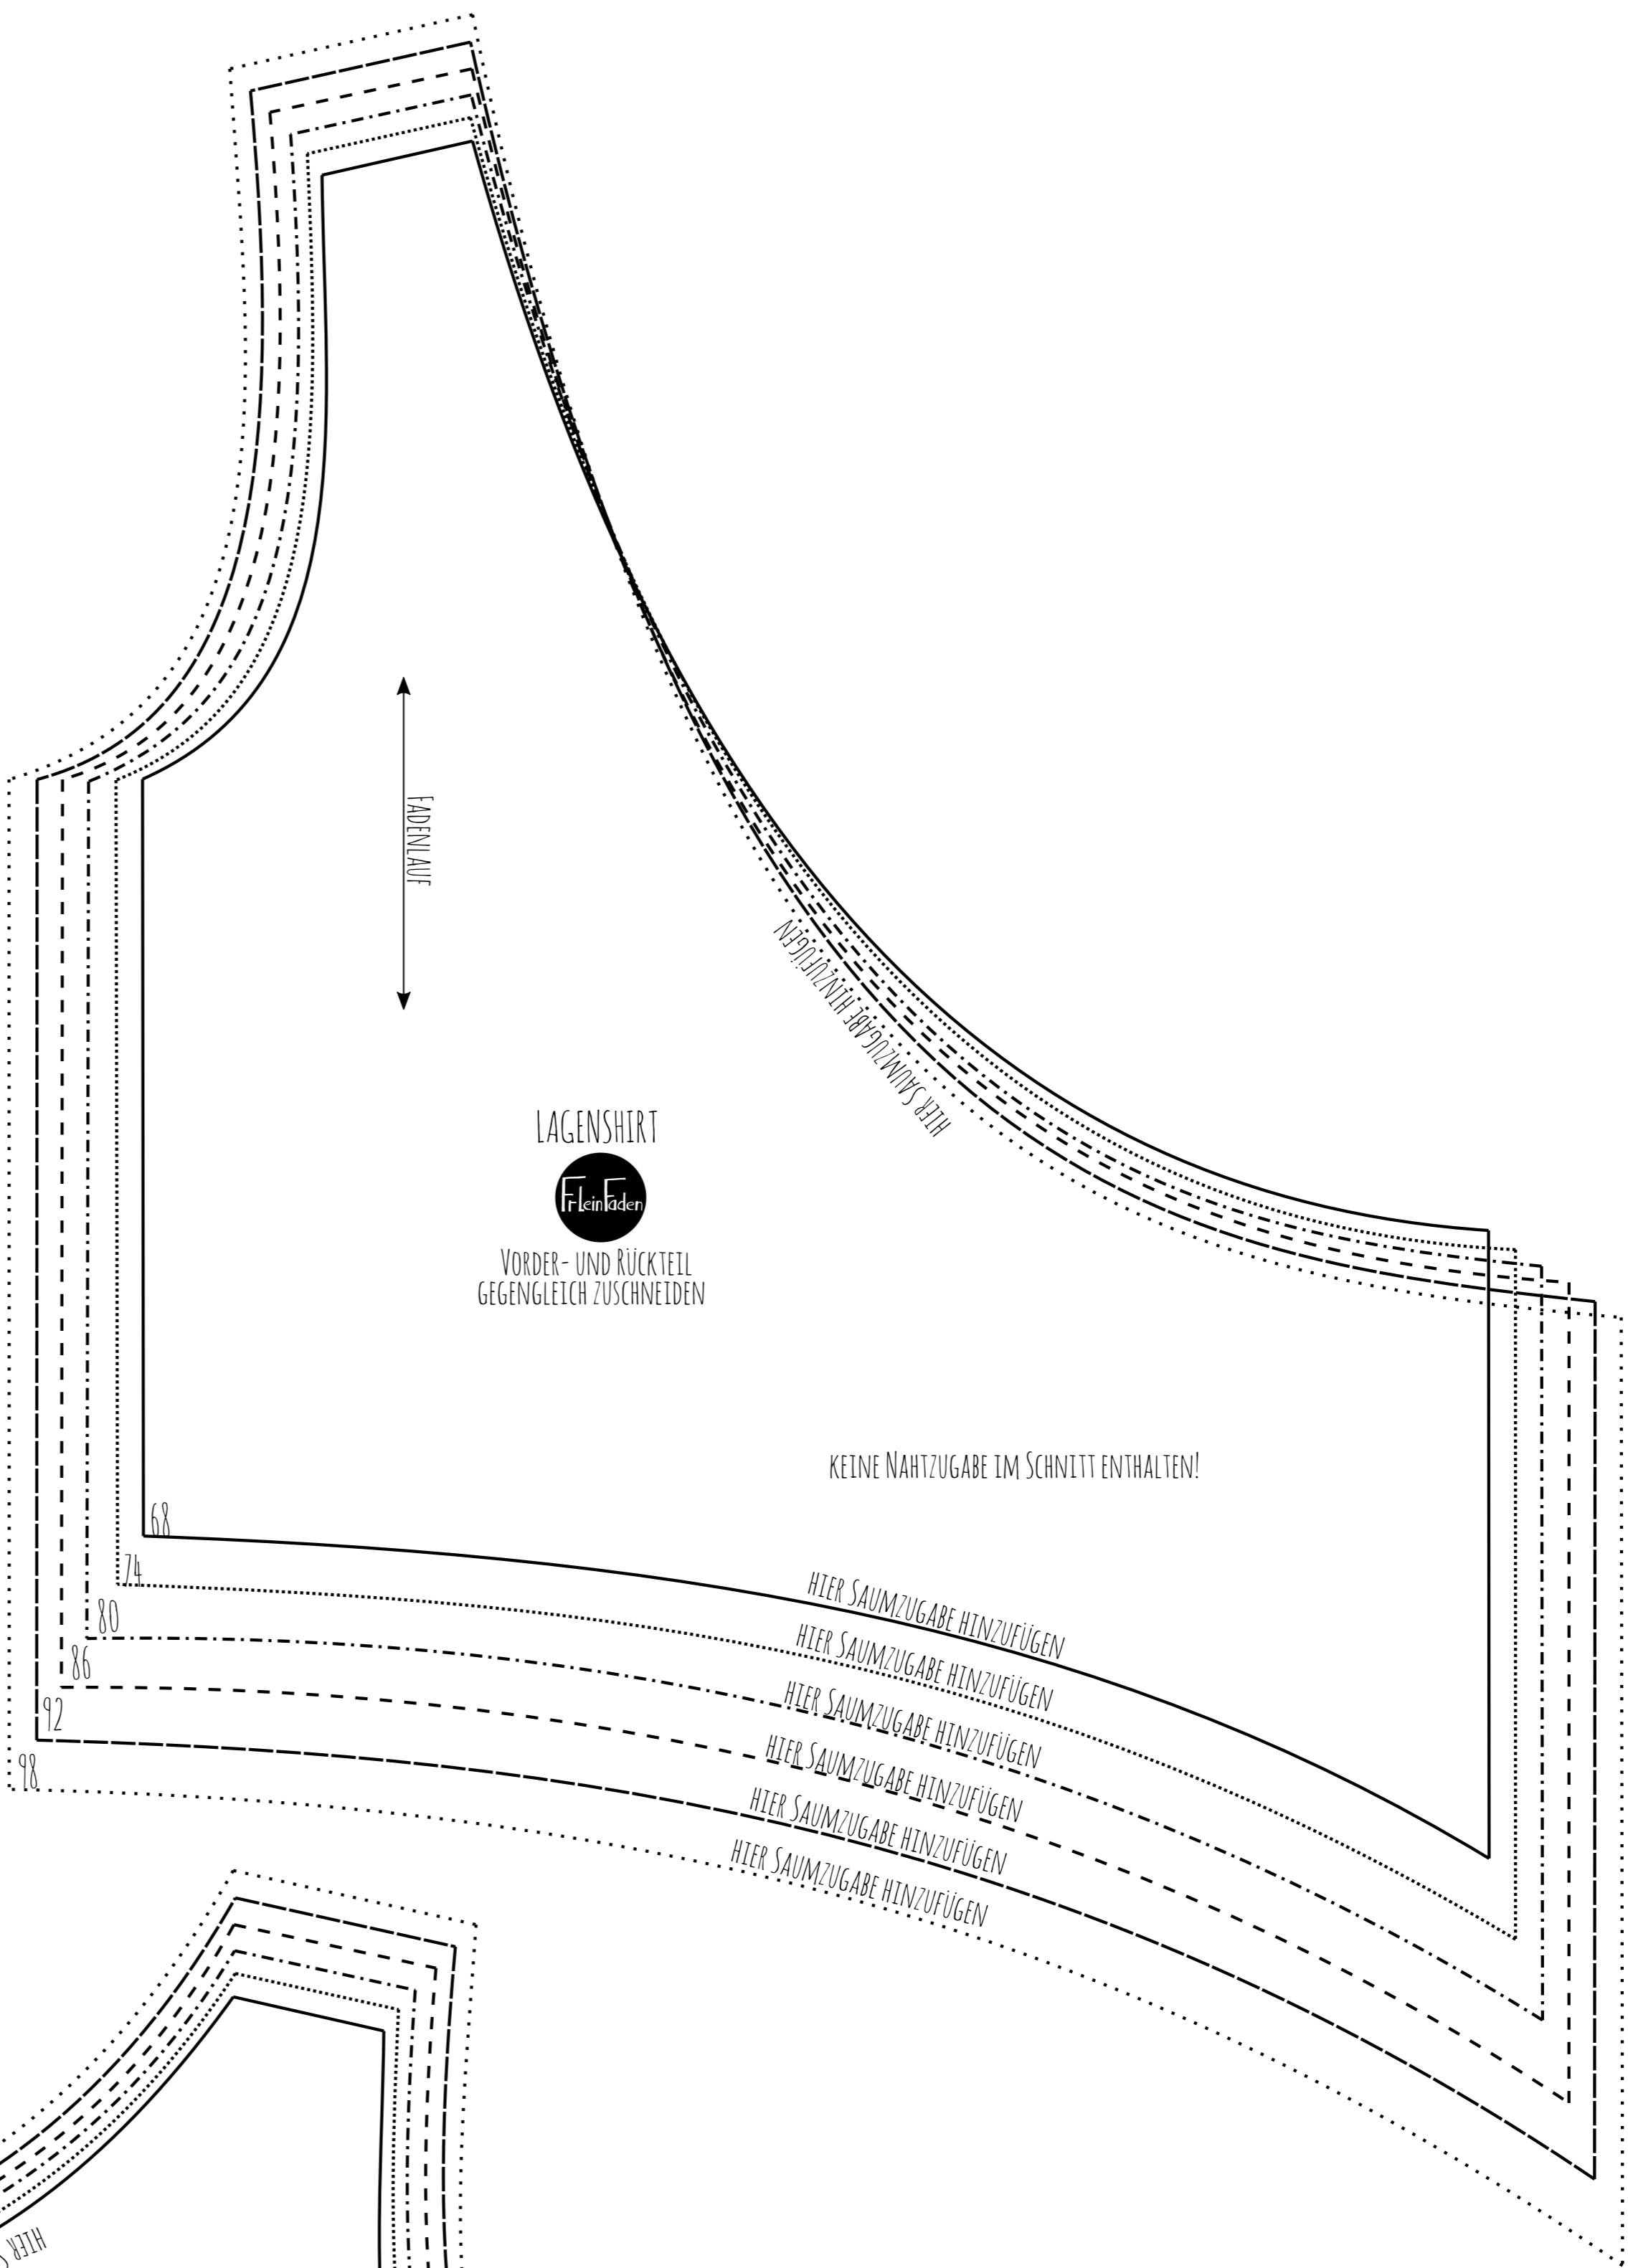 FADENLAUF
HIER SAUMZUGABE HINZUFÜGEN
LAGENSHIRT
FrLeinFaden
VORDER- UND RÜCKTEIL
GEGENGLEICH ZUSCHNEIDEN
KEINE NAHTZUGABE IM SCHNITT ENTHALTEN!
68
74
80
86
92
98
HIER SAUMZUGABE HINZUFÜGEN
HIER SAUMZUGABE HINZUFÜGEN
HIER SAUMZUGABE HINZUFÜGEN
HIER SAUMZUGABE HINZUFÜGEN
HIER SAUMZUGABE HINZUFÜGEN
HIER SAUMZUGABE HINZUFÜGEN
HIER